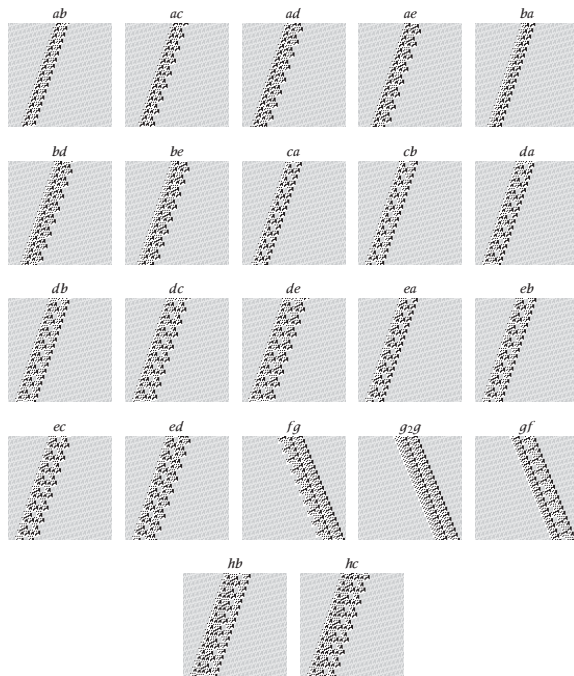 ab ac ad ae ba
bd be ca cb da
db dc de ea eb
ec ed fg g₂g gf
hb hc